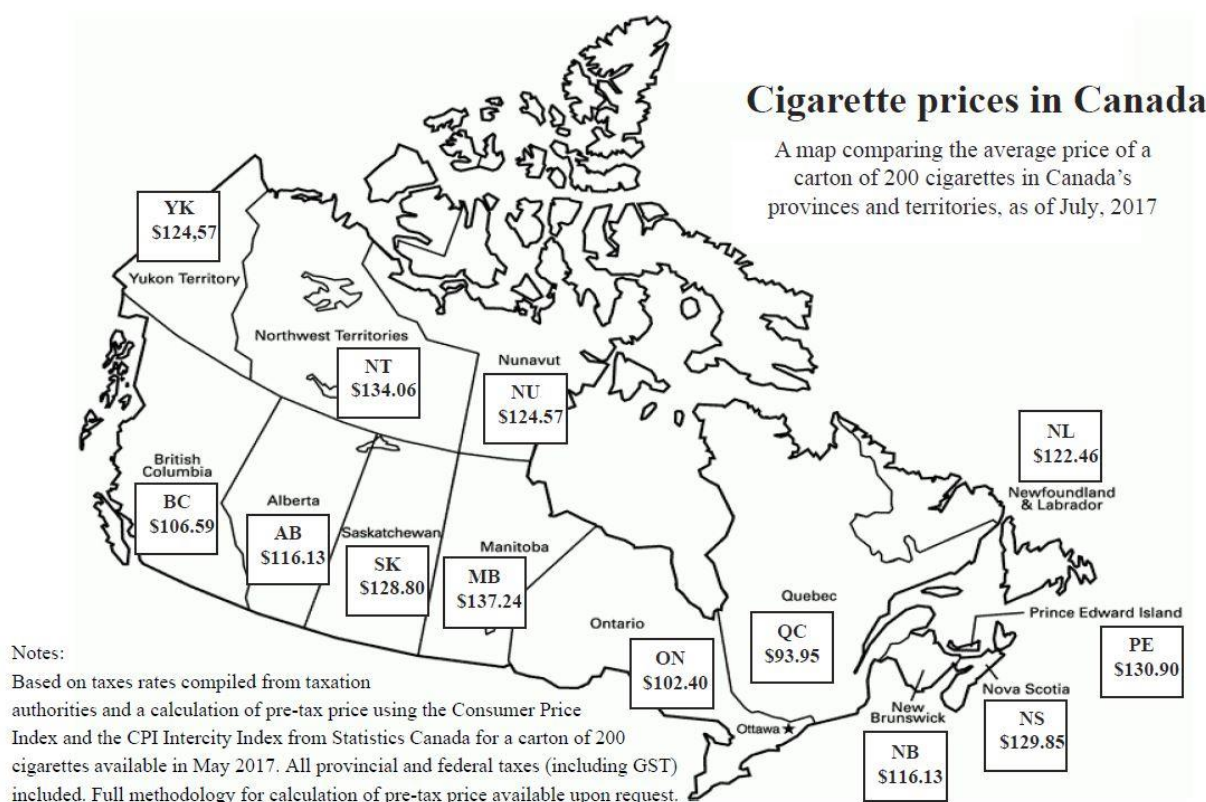 Cigarette prices in Canada
A map comparing the average price of a
carton of 200 cigarettes in Canada’s
provinces and territories, as of July, 2017
YK
$124,57
Yukon Territory
Northwest Territories
NT
$134.06
Nunavut
NU
$124.57
NL
$122.46
Newfoundland
& Labrador
British
Columbia
BC
$106.59
Alberta
AB
$116.13
Saskatchewan
SK
$128.80
Manitoba
MB
$137.24
Ontario
ON
$102.40
Quebec
QC
$93.95
Prince Edward Island
PE
$130.90
Nova Scotia
NS
$129.85
New
Brunswick
NB
$116.13
Ottawa
Notes:
Based on taxes rates compiled from taxation
authorities and a calculation of pre-tax price using the Consumer Price
Index and the CPI Intercity Index from Statistics Canada for a carton of 200
cigarettes available in May 2017. All provincial and federal taxes (including GST)
included. Full methodology for calculation of pre-tax price available upon request.